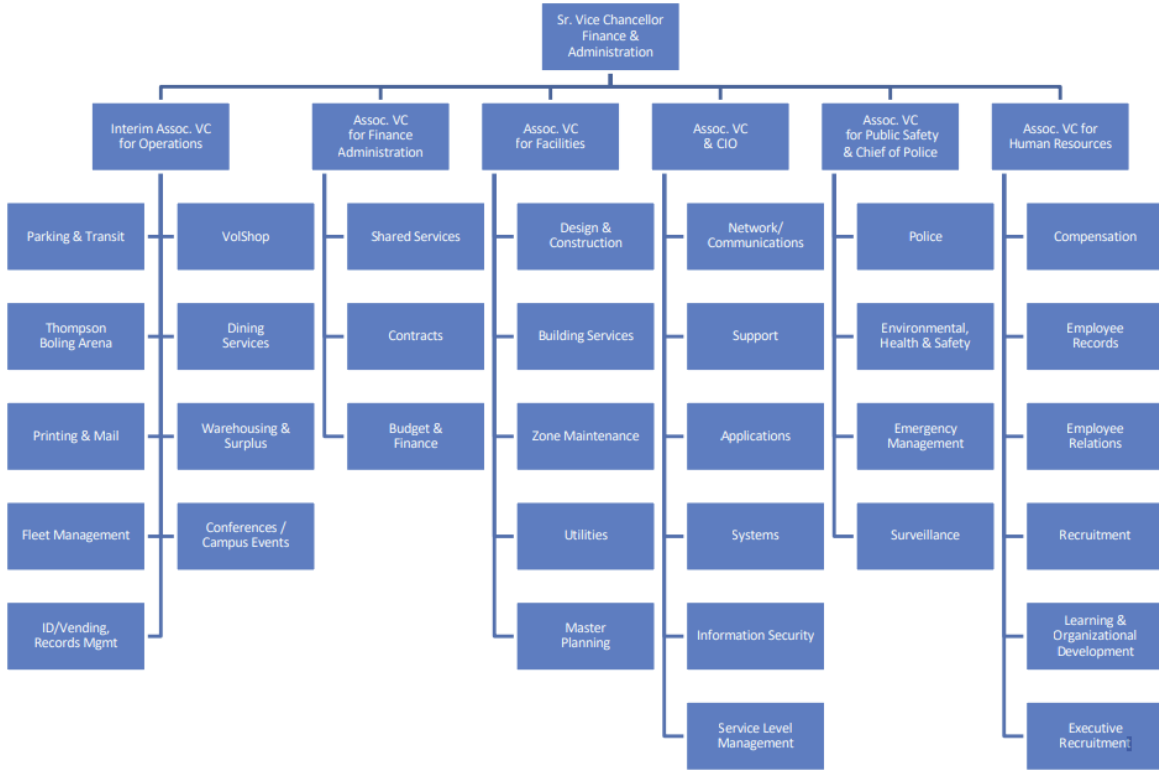 Sr. Vice Chancellor
Finance &
Administration
Interim Assoc. VC
for Operations
Assoc. VC
for Finance
Administration
Assoc. VC
for Facilities
Assoc. VC
& CIO
Assoc. VC
for Public Safety
& Chief of Police
Assoc. VC for
Human Resources
Parking & Transit
VolShop
Shared Services
Design &
Construction
Network/
Communications
Police
Compensation
Thompson
Boling Arena
Dining
Services
Contracts
Building Services
Support
Environmental,
Health & Safety
Employee
Records
Printing & Mail
Warehousing &
Surplus
Budget &
Finance
Zone Maintenance
Applications
Emergency
Management
Employee
Relations
Fleet Management
Conferences /
Campus Events
Utilities
Systems
Surveillance
Recruitment
ID/Vending,
Records Mgmt
Master
Planning
Information Security
Learning &
Organizational
Development
Service Level
Management
Executive
Recruitment